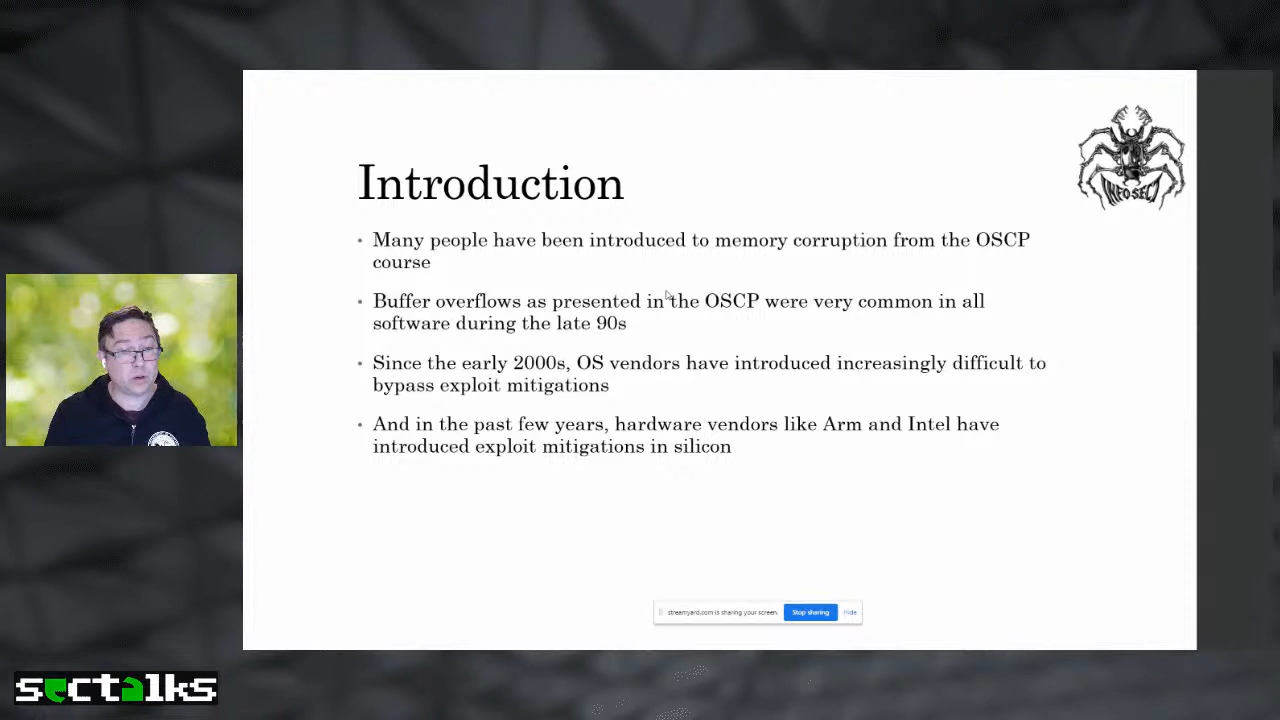 INFOSECT
Introduction
• Many people have been introduced to memory corruption from the OSCP
course
• Buffer overflows as presented in the OSCP were very common in all
software during the late 90s
• Since the early 2000s, OS vendors have introduced increasingly difficult to
bypass exploit mitigations
• And in the past few years, hardware vendors like Arm and Intel have
introduced exploit mitigations in silicon
streamyard.com is sharing your screen. Stop sharing Hide
sectalks